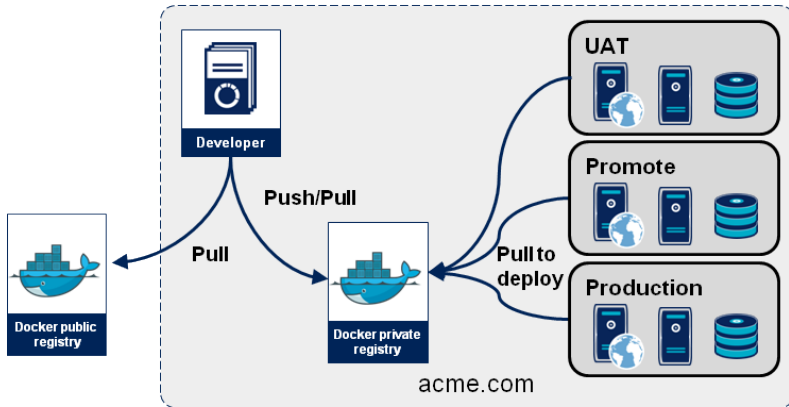 UAT
Developer
Promote
Push/Pull
Pull
Pull to
deploy
Production
Docker public
registry
Docker private
registry
acme.com